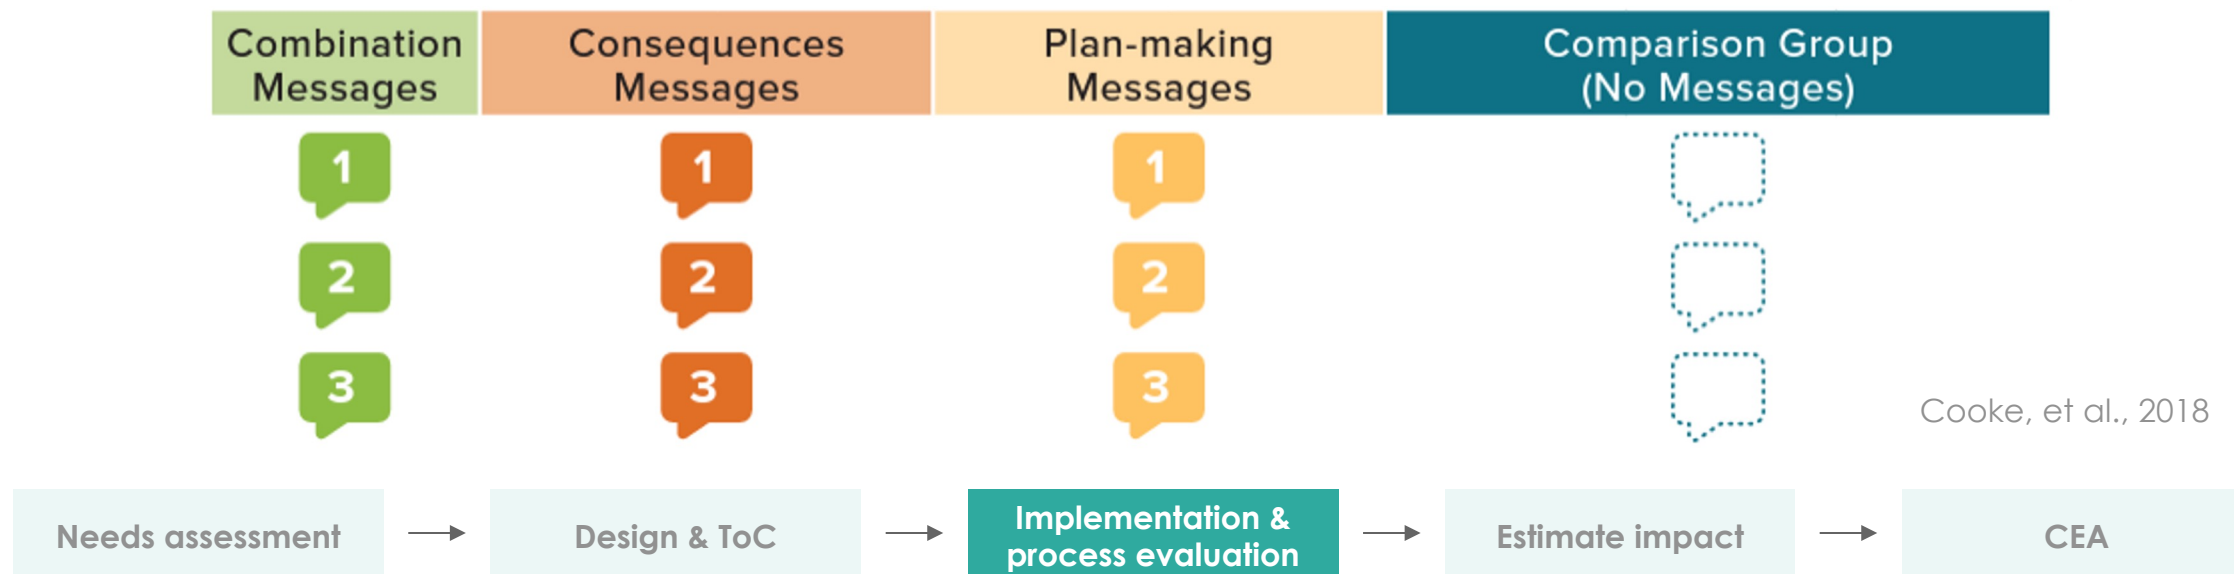 Combination
Messages
Consequences
Messages
Plan-making
Messages
Comparison Group
(No Messages)
1
1
1
2
2
2
3
3
3
Cooke, et al., 2018
Needs assessment
Design & ToC
Implementation &
process evaluation
Estimate impact
CEA